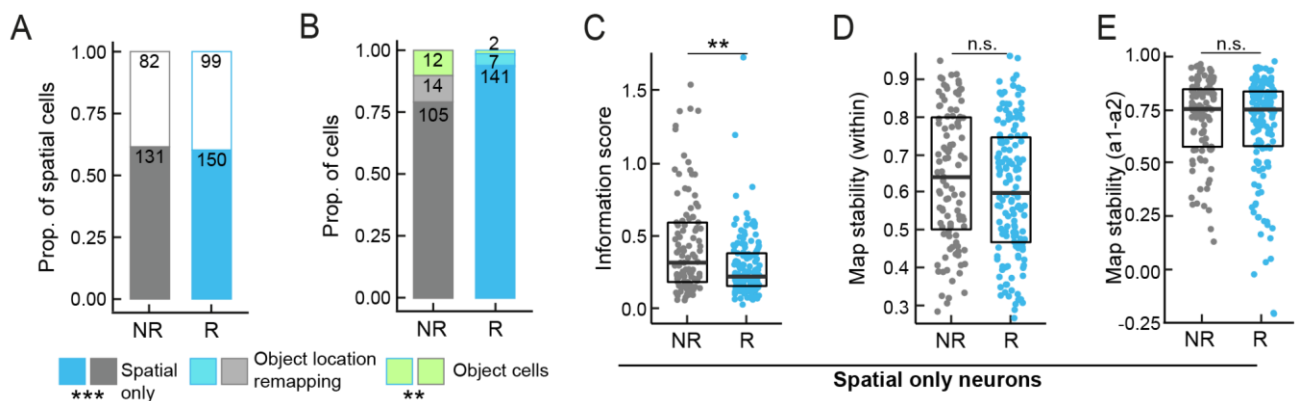 A
Prop. of spatial cells
1.00
0.75
0.50
0.25
0.00
82
99
131
150
NR
R
B
Prop. of cells
1.00
0.75
0.50
0.25
0.00
12
14
105
2
7
141
NR
R
C
Information score
1.5
1.0
0.5
0.0
**
NR
R
D
Map stability (within)
0.9
0.8
0.7
0.6
0.5
0.4
0.3
n.s.
NR
R
E
Map stability (a1-a2)
1.00
0.75
0.50
0.25
0.00
-0.25
n.s.
NR
R
Spatial
only
***
Object location
remapping
Object cells
**
Spatial only neurons